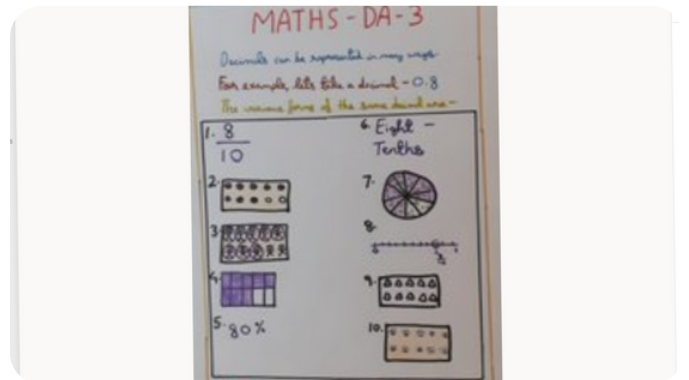 MATHS - DA - 3
Decimals can be represented in many ways
For example, lets take a decimal - 0.8
The various forms of the same decimal are -
1. 8
10
2.
3.
4.
5. 80%
6. Eight -
Tenths
7.
8.
9.
10.